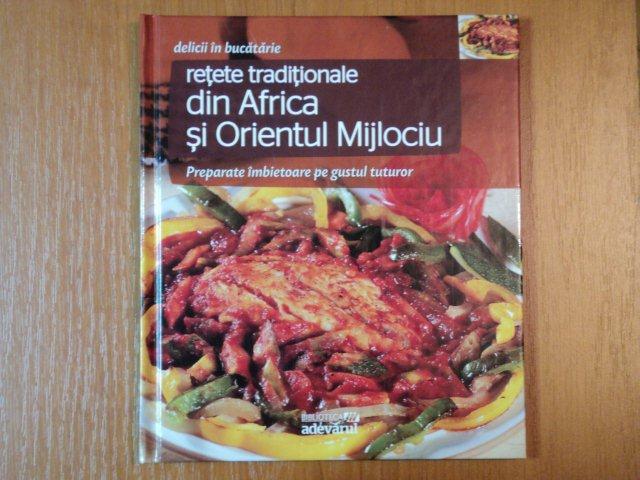 delicii în bucătărie
rețete tradiționale
din Africa
și Orientul Mijlociu
Preparate îmbietoare pe gustul tuturor
BIBLIOTECA
adevărul